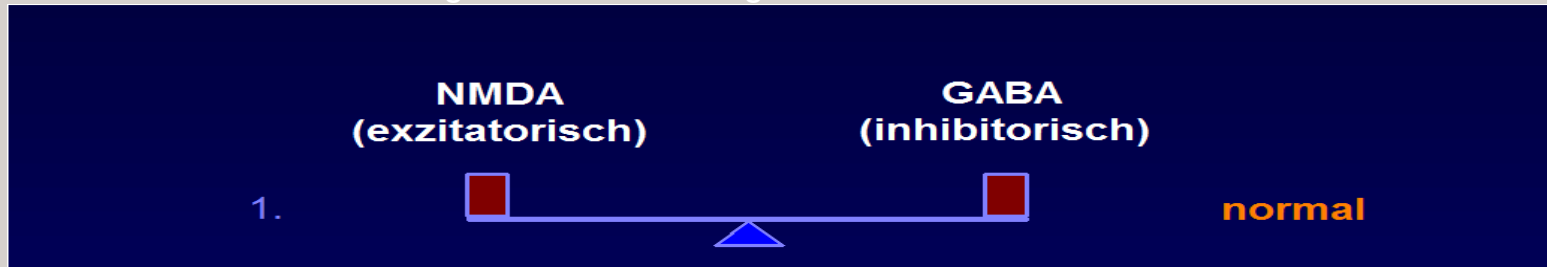 NMDA
(exzitatorisch)
GABA
(inhibitorisch)
1.
normal